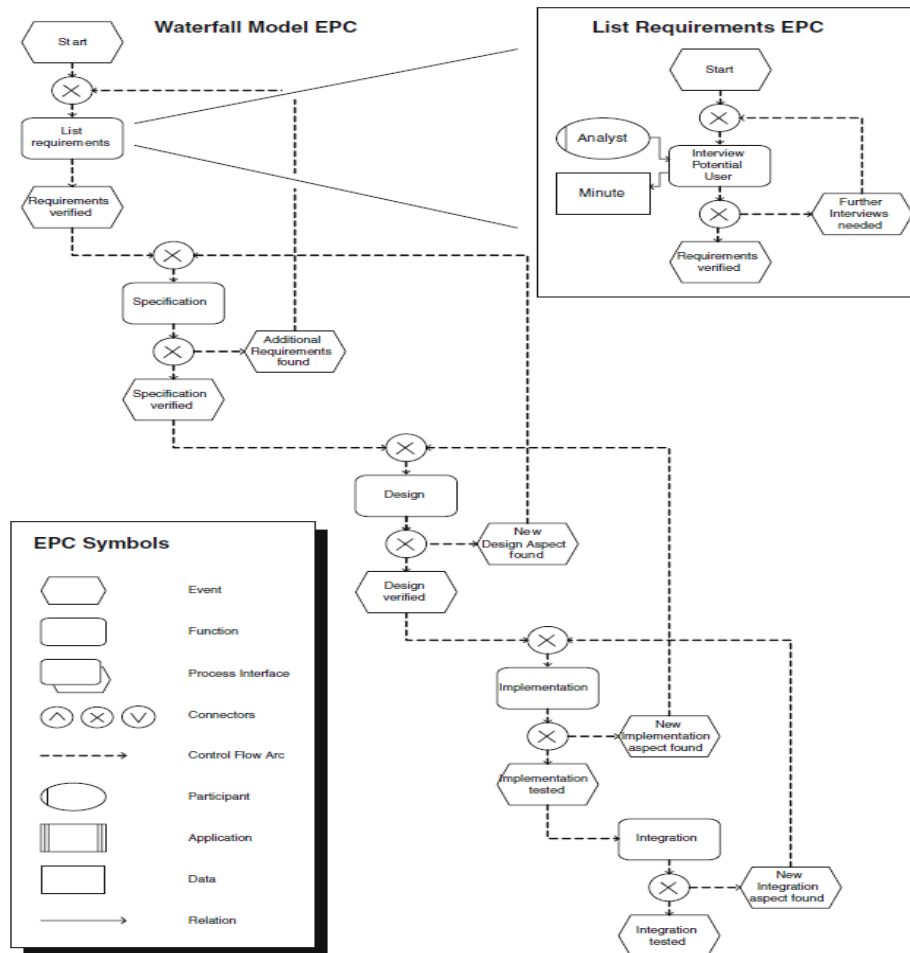 Waterfall Model EPC
Start
List
requirements
Requirements
verified
Specification
Additional
Requirements
found
Specification
verified
Design
New
Design Aspect
found
Design
verified
Implementation
New
Implementation
aspect found
Implementation
tested
Integration
New
Integration
aspect found
Integration
tested
List Requirements EPC
Start
Analyst
Interview
Potential
User
Minute
Further
Interviews
needed
Requirements
verified
EPC Symbols
Event
Function
Process Interface
Connectors
Control Flow Arc
Participant
Application
Data
Relation